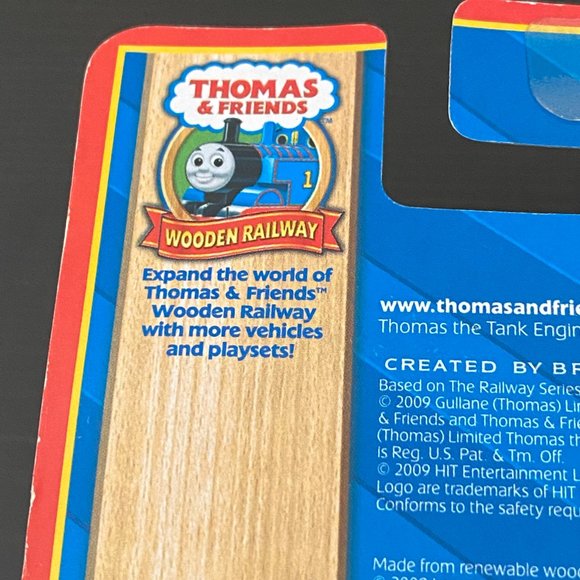 THOMAS
& FRIENDS
TM
1
WOODEN RAILWAY
Expand the world of
Thomas & Friends™
Wooden Railway
with more vehicles
and playsets!
www.thomasandfrie
Thomas the Tank Engin
CREATED BY BR
Based on The Railway Series
© 2009 Gullane (Thomas) Li
& Friends and Thomas & Frie
(Thomas) Limited Thomas th
is Reg. U.S. Pat. & Tm. Off.
© 2009 HIT Entertainment L
Logo are trademarks of HIT
Conforms to the safety requ
Made from renewable wood